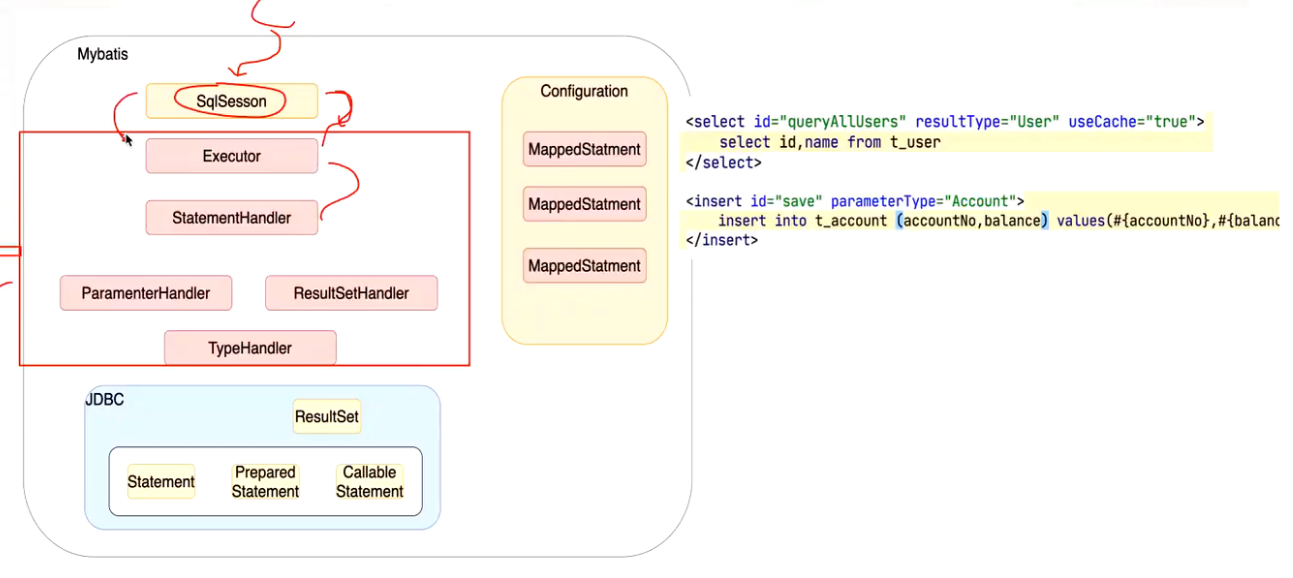 Mybatis
SqlSesson
Executor
StatementHandler
ParamenterHandler
ResultSetHandler
TypeHandler
JDBC
ResultSet
Statement
Prepared
Statement
Callable
Statement
Configuration
MappedStatment
MappedStatment
MappedStatment
<select id="queryAllUsers" resultType="User" useCache="true">
select id,name from t_user
</select>
<insert id="save" parameterType="Account">
insert into t_account (accountNo,balance) values(#{accountNo},#{balanc
</insert>